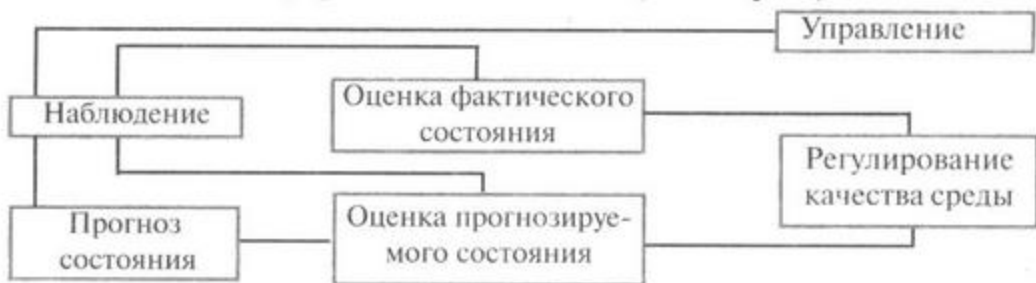 Управление
Наблюдение
Оценка фактического
состояния
Регулирование
качества среды
Прогноз
состояния
Оценка прогнозируе-
мого состояния